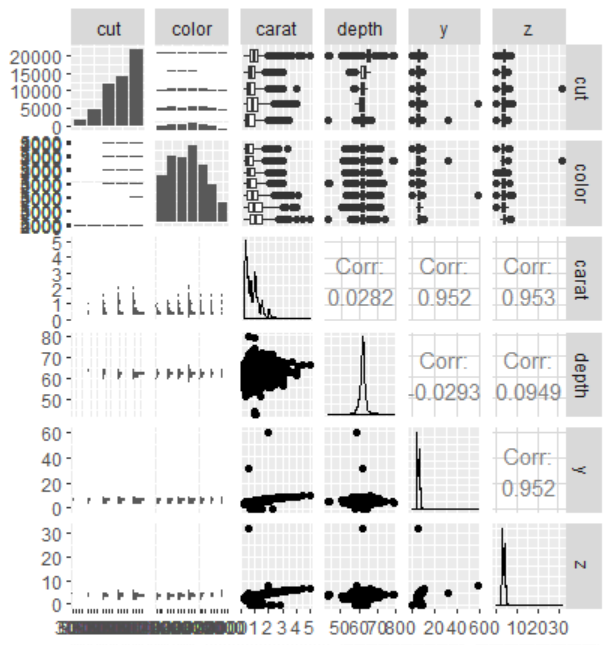 cut color carat depth y z
20000
15000
10000
5000
0
cut
color
5
4
3
2
1
0
Corr:
0.0282
Corr:
0.952
Corr:
0.953
carat
80
70
60
50
Corr:
-0.0293
Corr:
0.0949
depth
60
40
20
0
Corr:
0.952
y
30
20
10
0
z
0 1 2 3 4 5 50 60 70 80 0 20 40 60 0 10 20 30